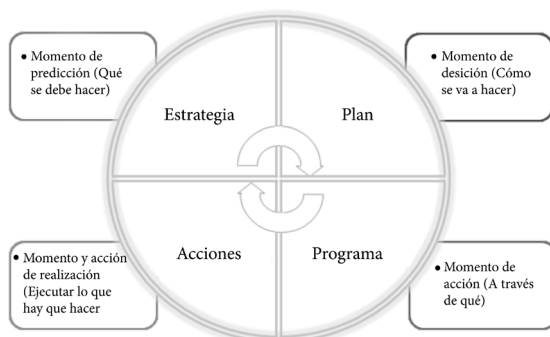 • Momento de
predicción (Qué
se debe hacer)
• Momento de
desición (Cómo
se va a hacer)
Estrategia
Plan
Acciones
Programa
• Momento y acción
de realización
(Ejecutar lo que
hay que hacer
• Momento de
acción (A través
de qué)